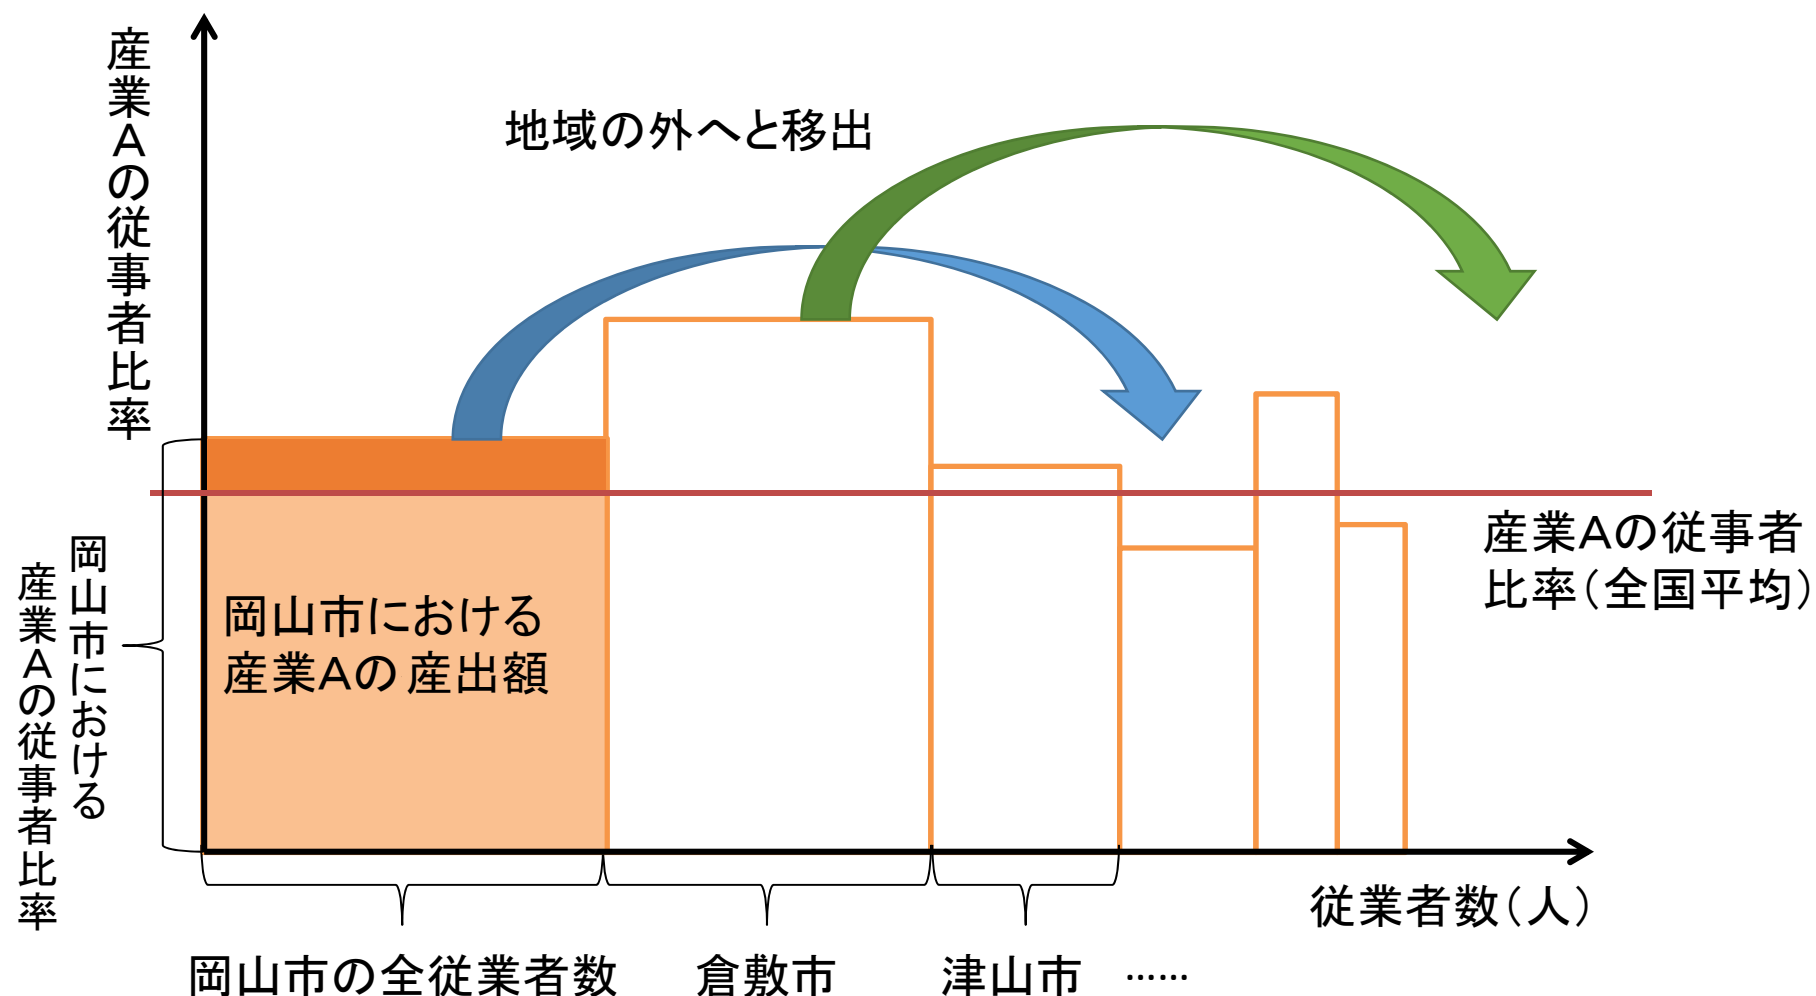 産業Aの従事者比率
地域の外へと移出
岡山市における
産業Aの従事者比率
岡山市における
産業Aの産出額
産業Aの従事者
比率(全国平均)
従業者数(人)
岡山市の全従業者数
倉敷市
津山市
……